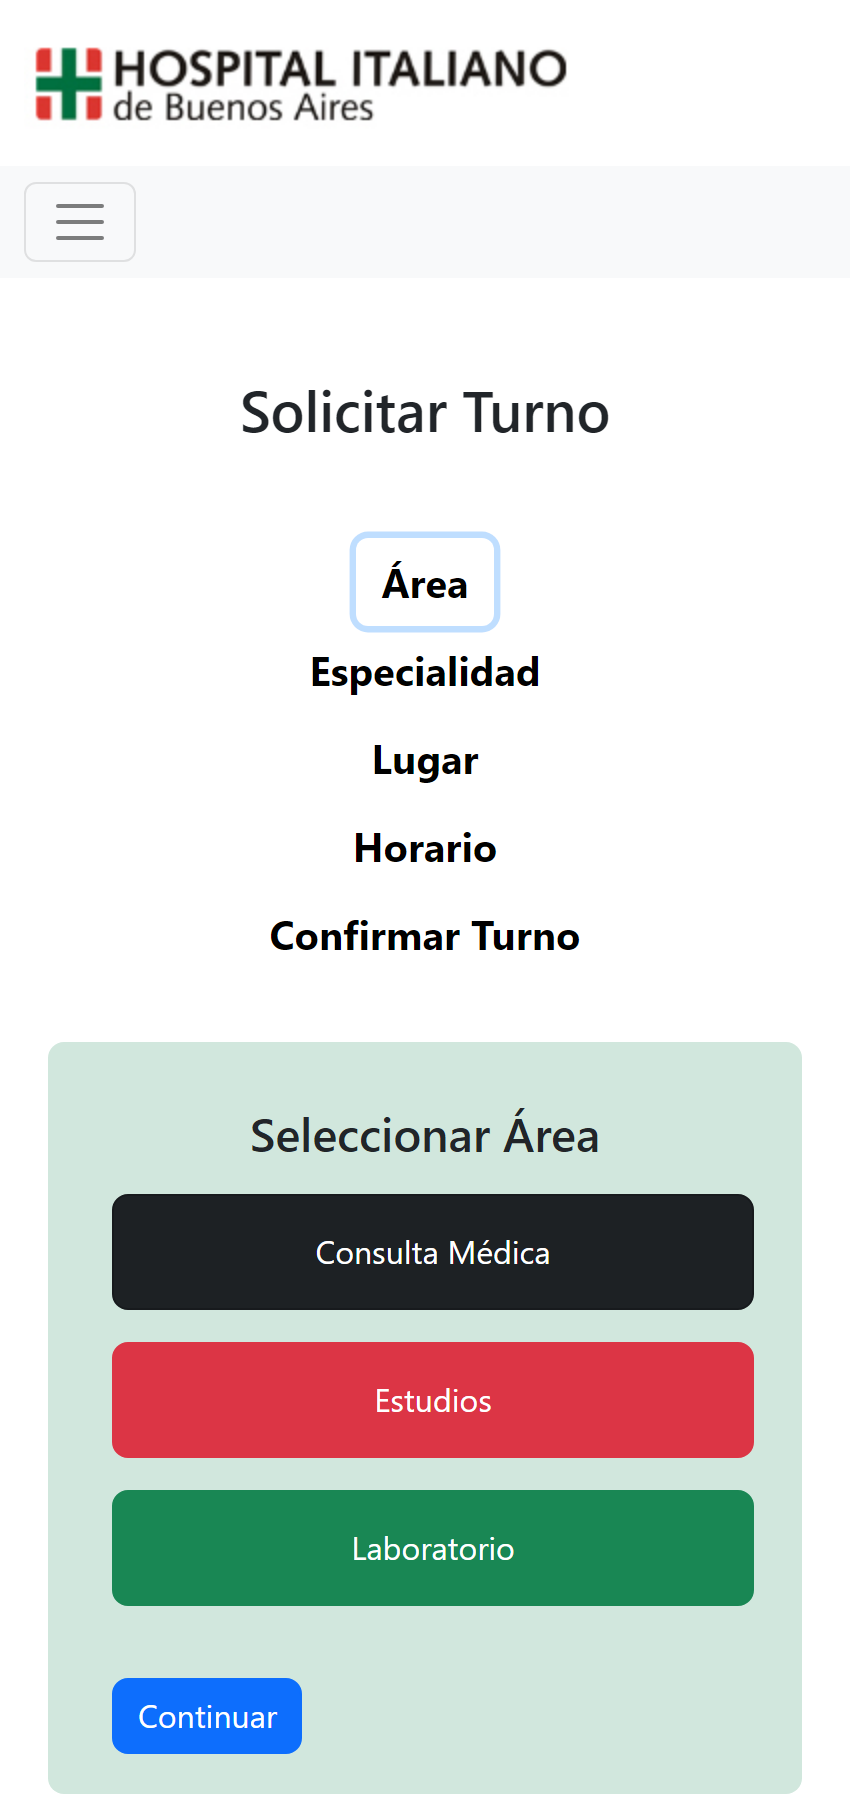 HOSPITAL ITALIANO
de Buenos Aires
Solicitar Turno
Área
Especialidad
Lugar
Horario
Confirmar Turno
Seleccionar Área
Consulta Médica
Estudios
Laboratorio
Continuar